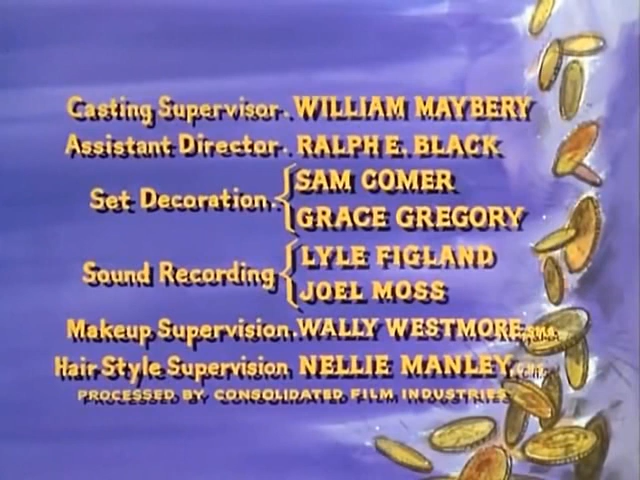 Casting Supervisor. WILLIAM MAYBERY
Assistant Director. RALPH E. BLACK
Set Decoration. SAM COMER
GRACE GREGORY
Sound Recording LYLE FIGLAND
JOEL MOSS
Makeup Supervision. WALLY WESTMORE, S.M.A.
Hair Style Supervision NELLIE MANLEY,
PROCESSED BY CONSOLIDATED FILM INDUSTRIES